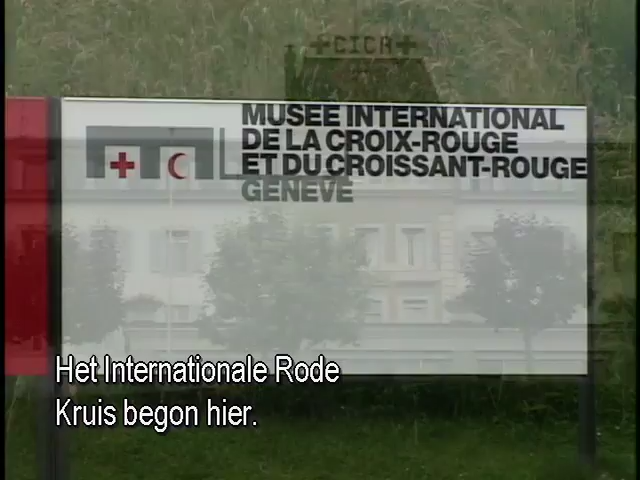 +CICR+
MUSEE INTERNATIONAL
DE LA CROIX-ROUGE
ET DU CROISSANT-ROUGE
GENEVE
Het Internationale Rode
Kruis begon hier.